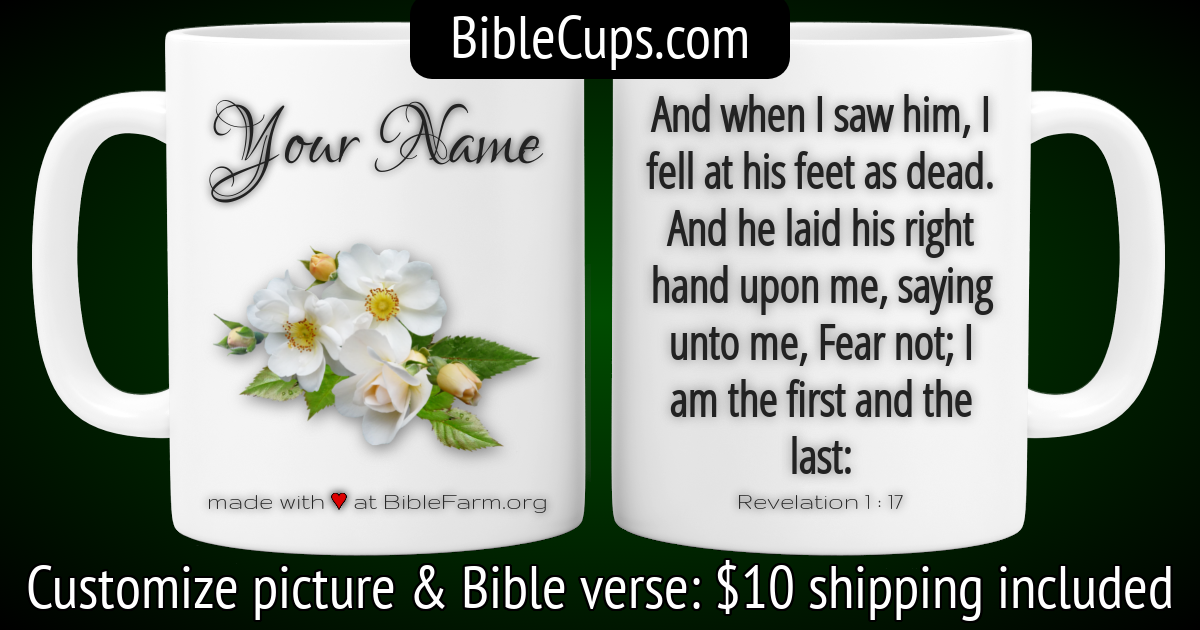 BibleCups.com
Your Name
made with ♥ at BibleFarm.org
And when I saw him, I
fell at his feet as dead.
And he laid his right
hand upon me, saying
unto me, Fear not; I
am the first and the
last:
Revelation 1 : 17
Customize picture & Bible verse: $10 shipping included